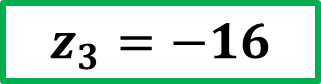 z₃ = −16